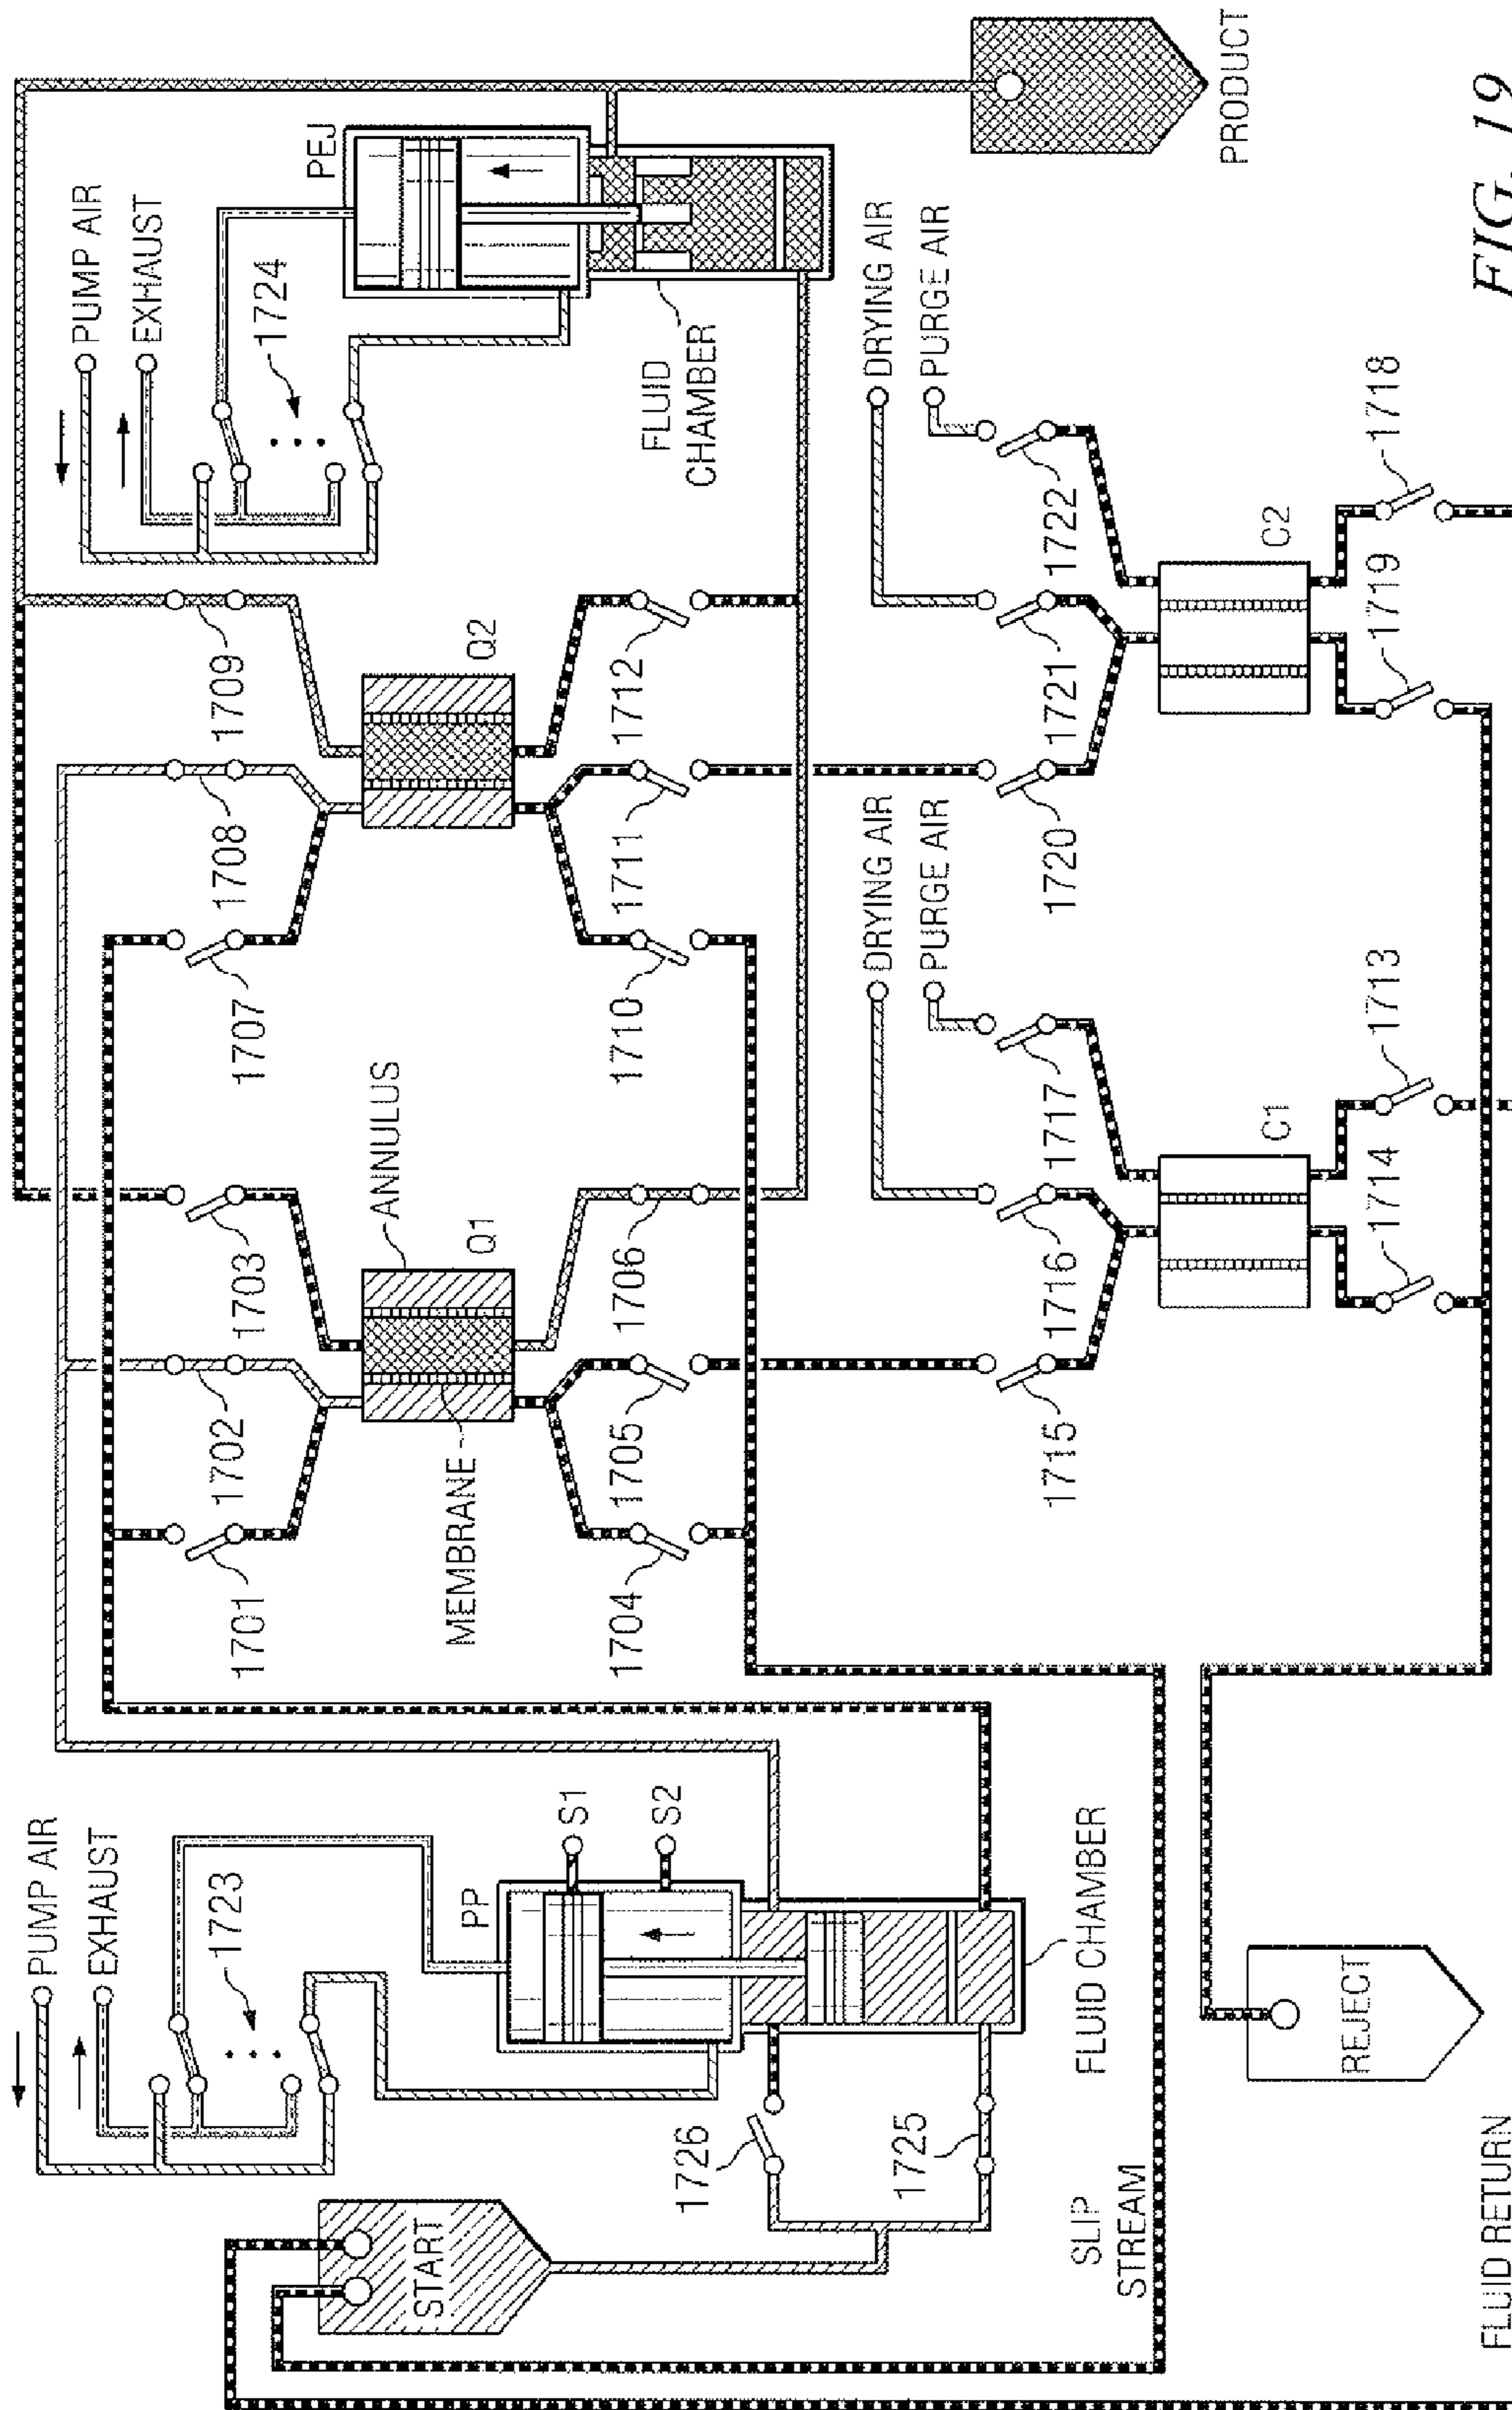 PUMP AIR
EXHAUST
1723
START
1726
1725
PP
S1
S2
FLUID CHAMBER
SLIP
STREAM
REJECT
FLUID RETURN
1701
1702
1703
MEMBRANE
ANNULUS
Q1
1704
1705
1706
1707
1708
1709
Q2
1710
1711
1712
PUMP AIR
EXHAUST
1724
PEJ
FLUID
CHAMBER
PRODUCT
DRYING AIR
PURGE AIR
1715
1716
1717
C1
1714
1713
DRYING AIR
PURGE AIR
1720
1721
1722
C2
1719
1718
FIG. 19